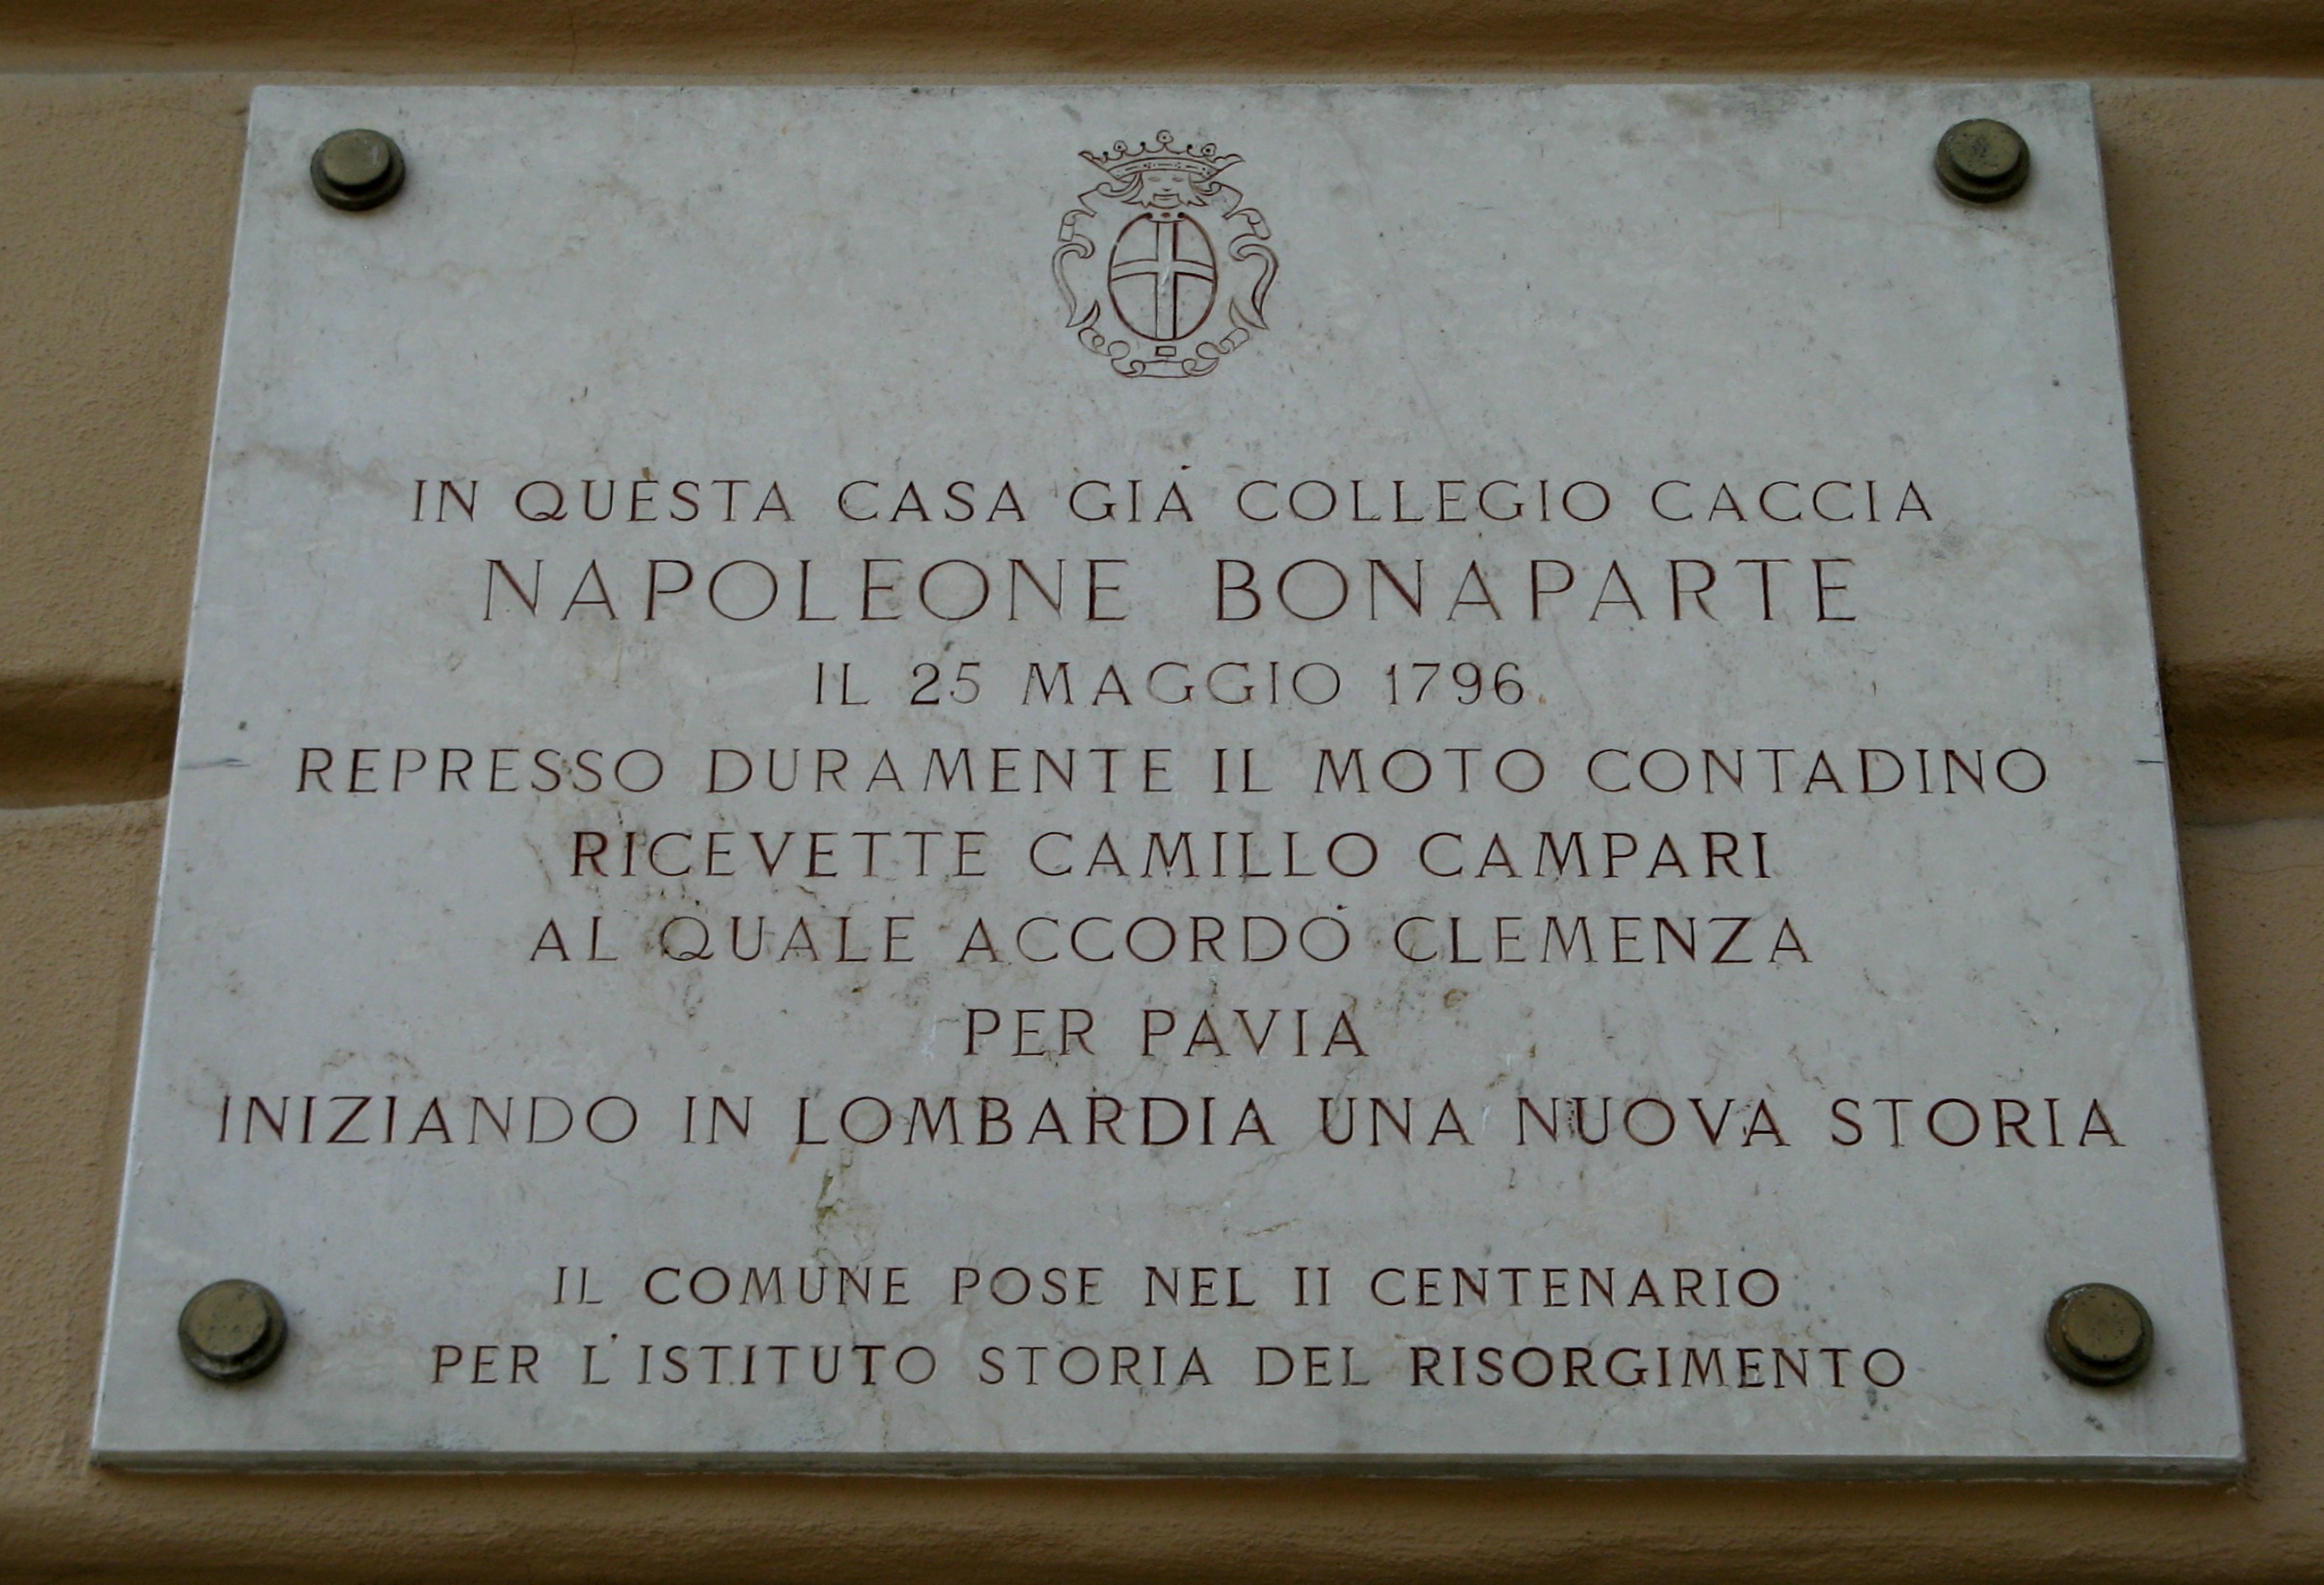 IN QUESTA CASA GIÀ COLLEGIO CACCIA
NAPOLEONE BONAPARTE
IL 25 MAGGIO 1796
REPRESSO DURAMENTE IL MOTO CONTADINO
RICEVETTE CAMILLO CAMPARI
AL QUALE ACCORDÒ CLEMENZA
PER PAVIA
INIZIANDO IN LOMBARDIA UNA NUOVA STORIA
IL COMUNE POSE NEL II CENTENARIO
PER L'ISTITUTO STORIA DEL RISORGIMENTO